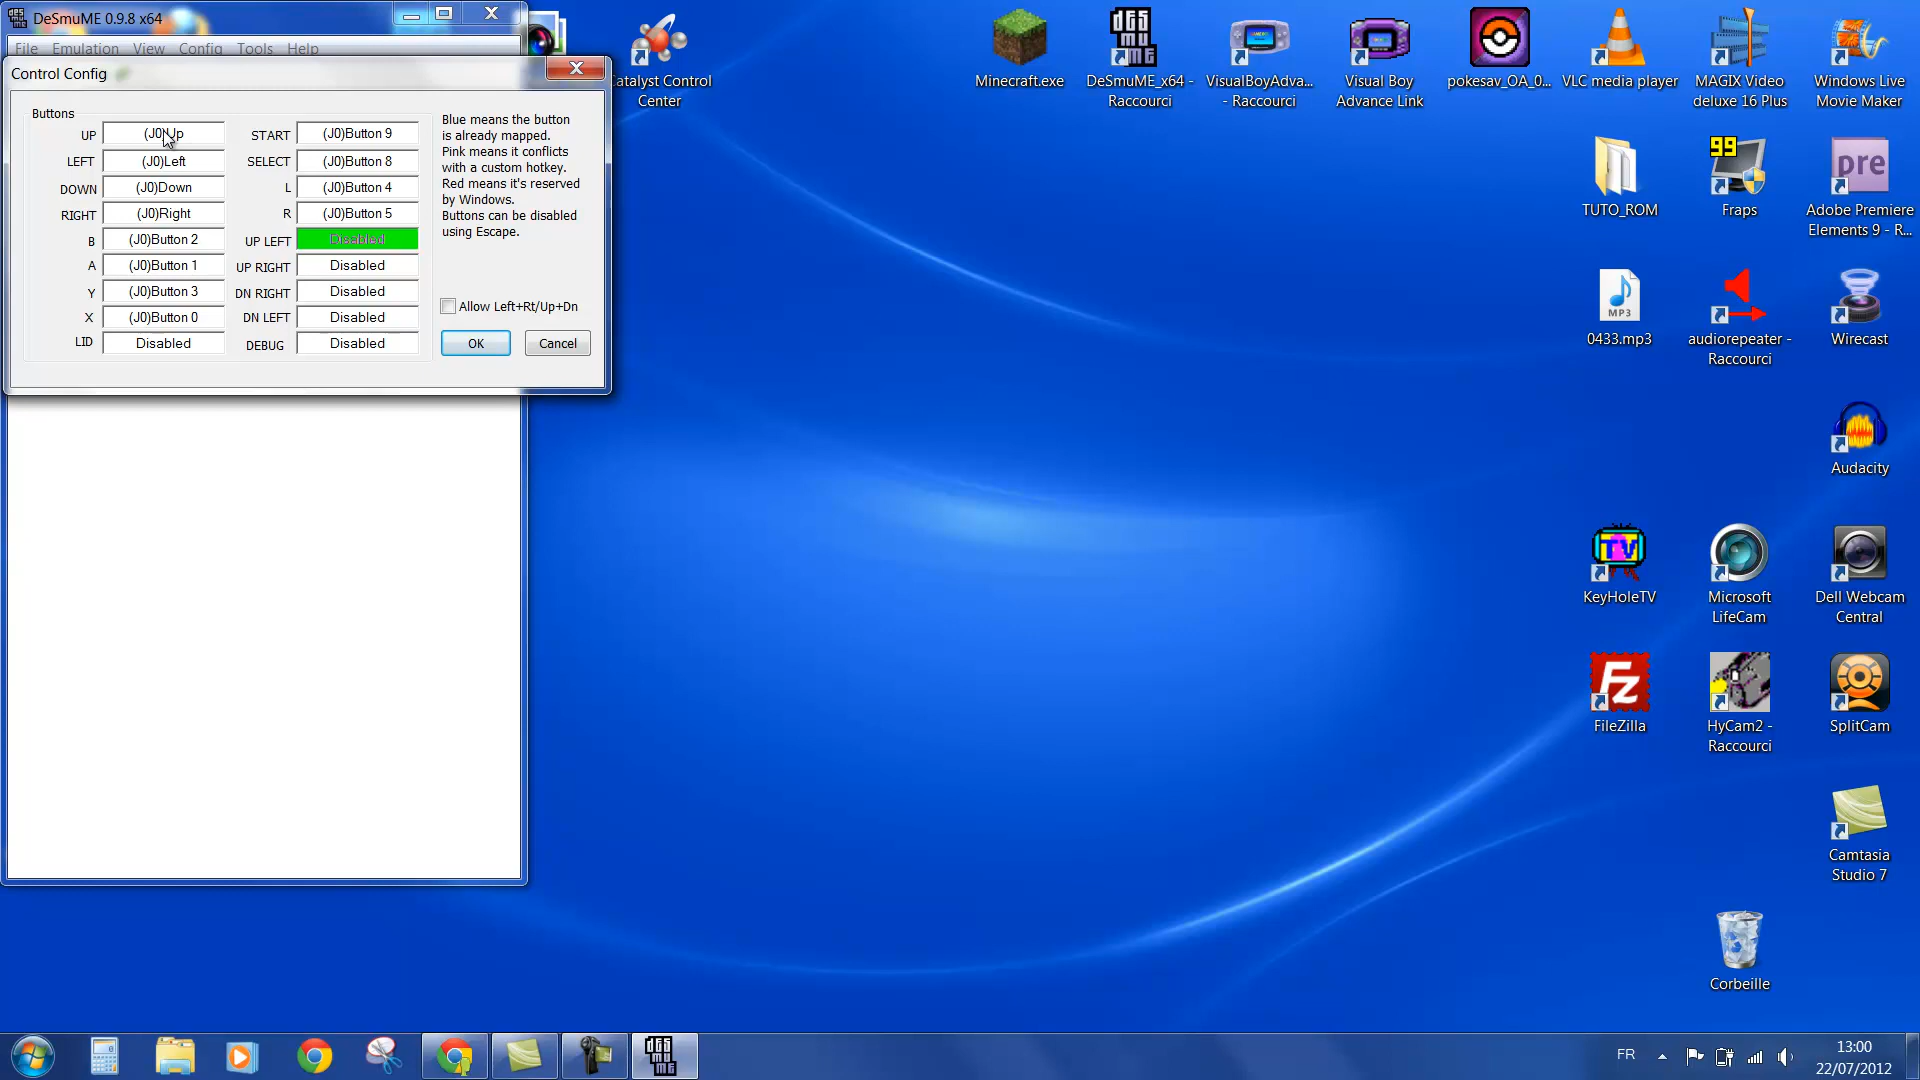 DeSmuME 0.9.8 x64
File Emulation View Config Tools Help
Control Config
Buttons
UP (J0)Up START (J0)Button 9
LEFT (J0)Left SELECT (J0)Button 8
DOWN (J0)Down L (J0)Button 4
RIGHT (J0)Right R (J0)Button 5
B (J0)Button 2 UP LEFT Disabled
A (J0)Button 1 UP RIGHT Disabled
Y (J0)Button 3 DN RIGHT Disabled
X (J0)Button 0 DN LEFT Disabled
LID Disabled DEBUG Disabled
Blue means the button
is already mapped.
Pink means it conflicts
with a custom hotkey.
Red means it's reserved
by Windows.
Buttons can be disabled
using Escape.
Allow Left+Rt/Up+Dn
OK Cancel
atalyst Control
Center
Minecraft.exe
DeSmuME_x64 -
Raccourci
VisualBoyAdva...
- Raccourci
Visual Boy
Advance Link
pokesav_OA_0...
VLC media player
MAGIX Video
deluxe 16 Plus
Windows Live
Movie Maker
TUTO_ROM
99
Fraps
pre
Adobe Premiere
Elements 9 - R...
MP3
0433.mp3
audiorepeater -
Raccourci
Wirecast
Audacity
TV
KeyHoleTV
Microsoft
LifeCam
Dell Webcam
Central
Fz
FileZilla
HyCam2 -
Raccourci
SplitCam
Camtasia
Studio 7
Corbeille
FR
13:00
22/07/2012